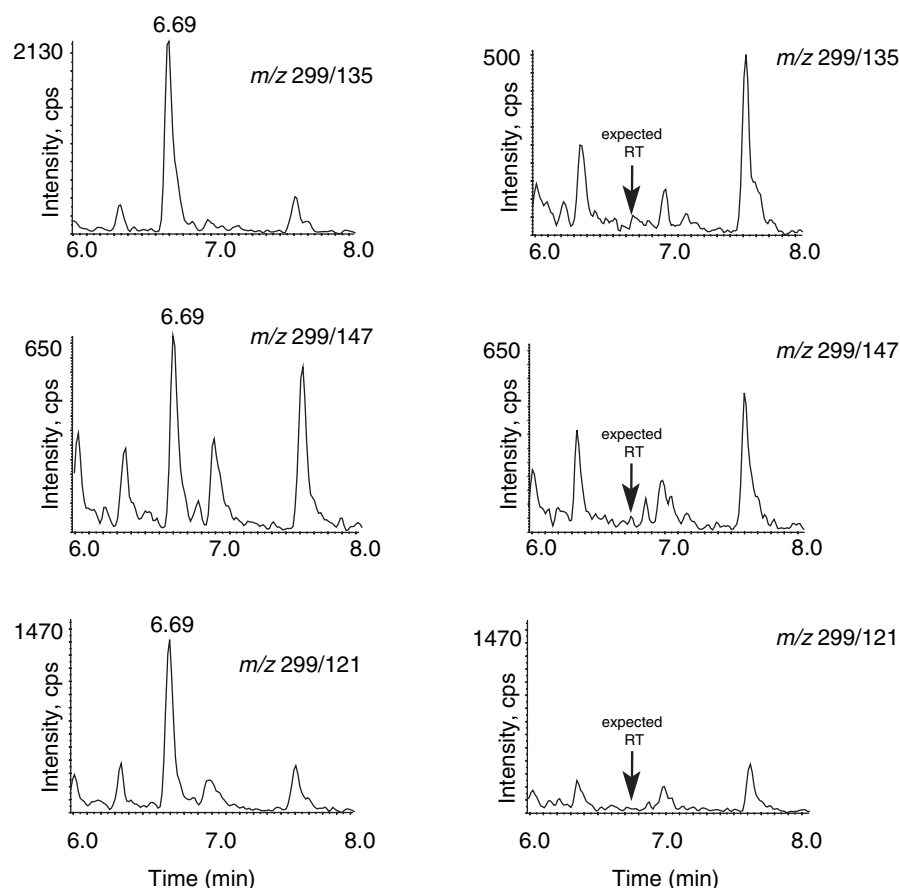 6.69
2130
m/z 299/135
Intensity, cps
6.0 7.0 8.0
500
m/z 299/135
Intensity, cps
expected
RT
6.0 7.0 8.0
6.69
650
m/z 299/147
Intensity, cps
6.0 7.0 8.0
650
m/z 299/147
Intensity, cps
expected
RT
6.0 7.0 8.0
6.69
1470
m/z 299/121
Intensity, cps
6.0 7.0 8.0
Time (min)
1470
m/z 299/121
Intensity, cps
expected
RT
6.0 7.0 8.0
Time (min)